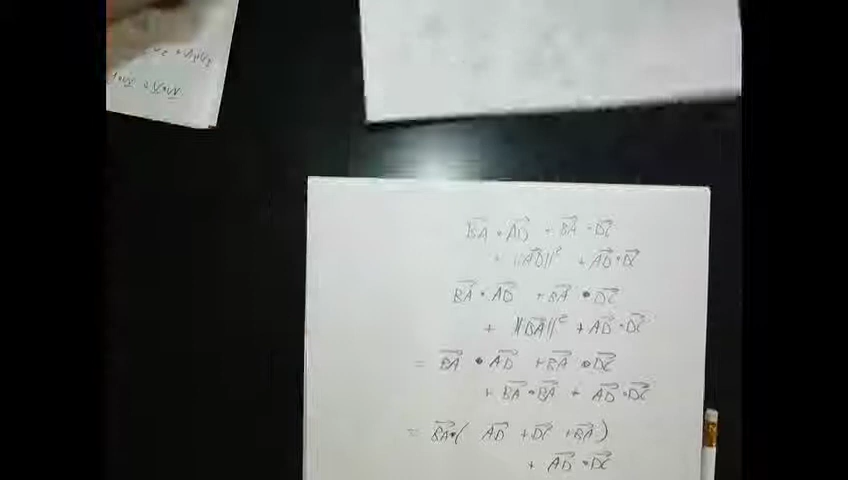 BA⃗ • AD⃗ + BA⃗ • DC⃗
+ ||AD⃗||² + AD⃗ • DC⃗
BA⃗ • AD⃗ + BA⃗ • DC⃗
+ ||BA⃗||² + AD⃗ • DC⃗
= BA⃗ • AD⃗ + BA⃗ • DC⃗
+ BA⃗ • BA⃗ + AD⃗ • DC⃗
= BA⃗ • ( AD⃗ + DC⃗ + BA⃗ )
+ AD⃗ • DC⃗